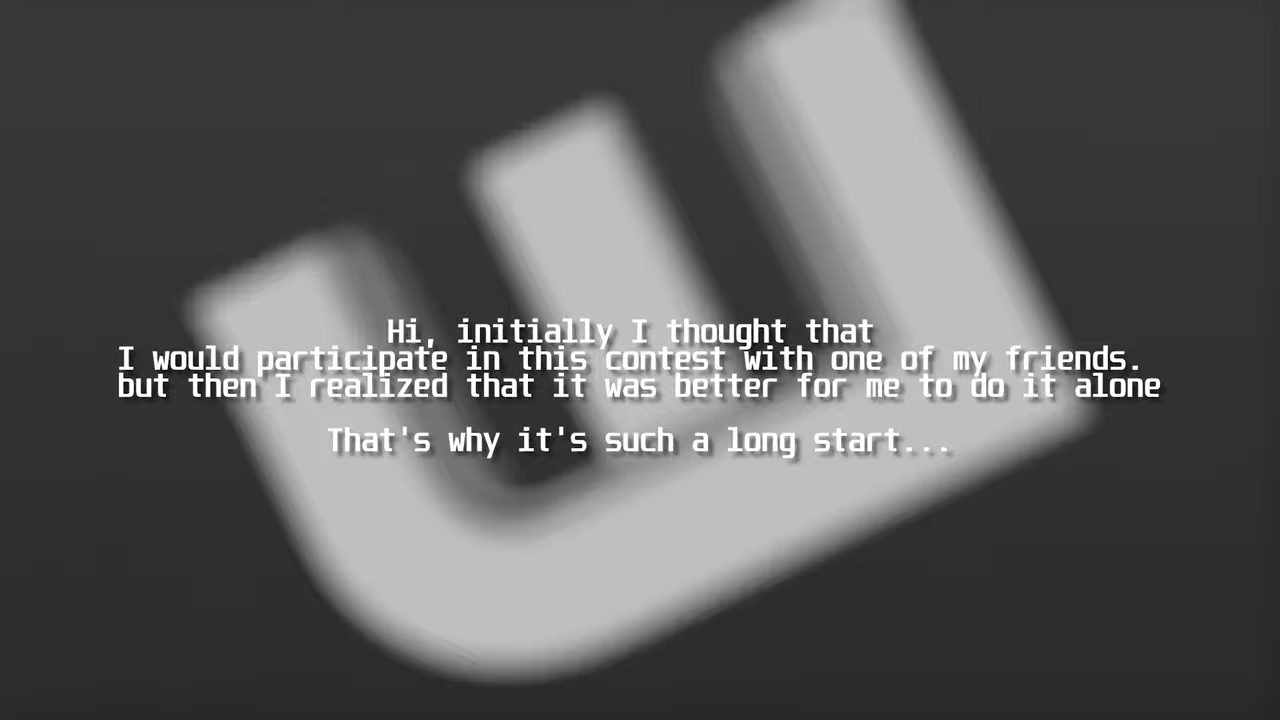 Hi, initially I thought that
I would participate in this contest with one of my friends.
but then I realized that it was better for me to do it alone
That's why it's such a long start...